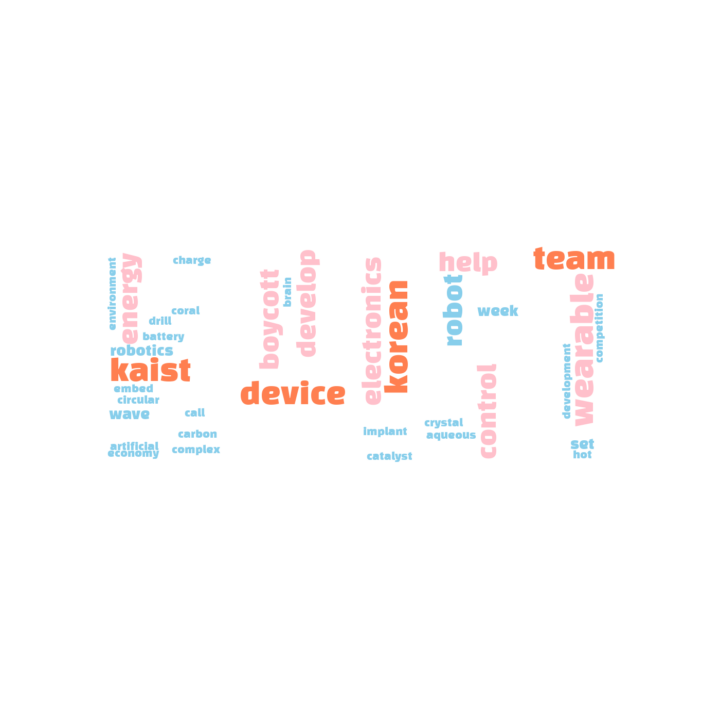 environment
energy
charge
coral
drill
battery
robotics
kaist
embed
circular
wave
call
carbon
artificial
economy
complex
boycott
brain
develop
device
electronics
korean
implant
catalyst
help
robot
week
control
crystal
aqueous
team
wearable
competition
development
set
hot